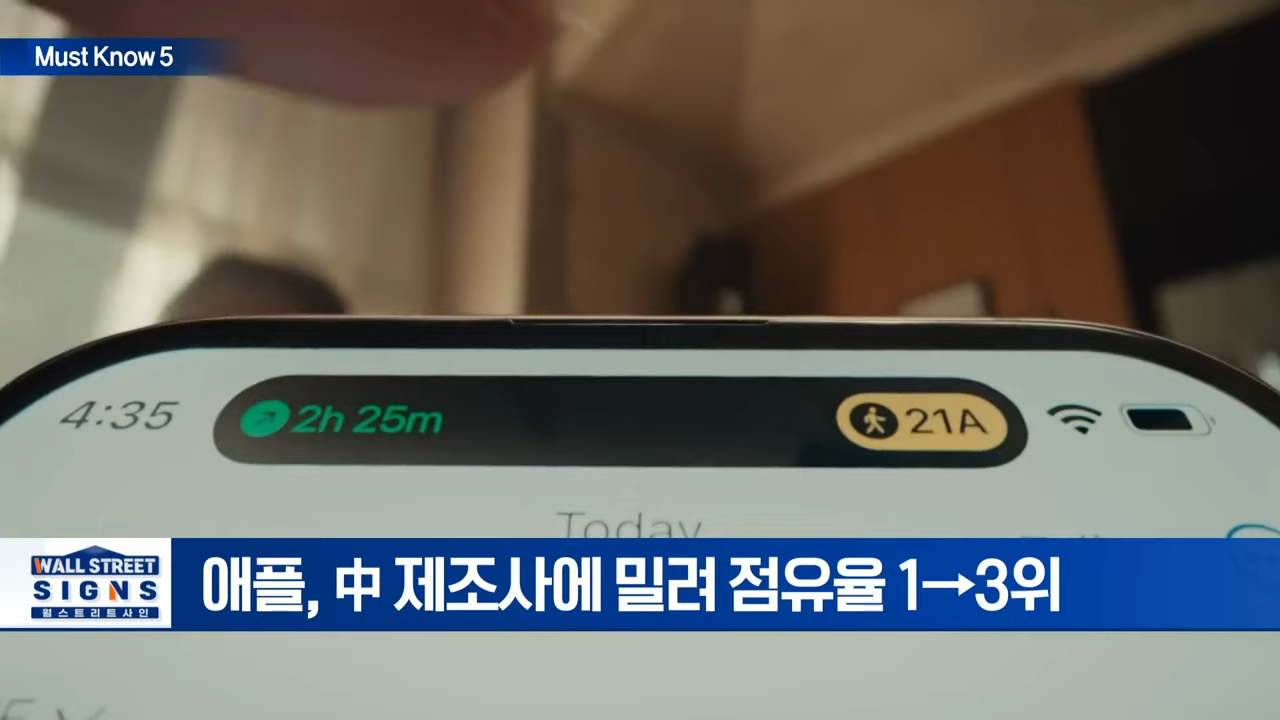 Must Know 5
4:35
2h 25m
21A
Today
WALL STREET
SIGNS
월스트리트사인
애플, 中 제조사에 밀려 점유율 1→3위